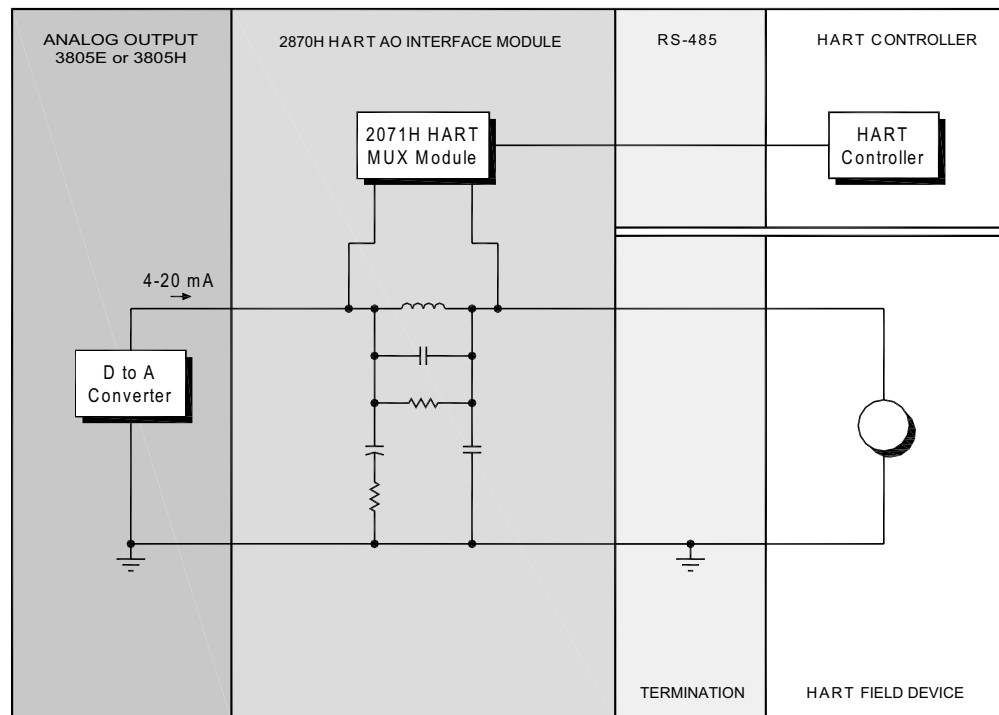 ANALOG OUTPUT
3805E or 3805H
2870H HART AO INTERFACE MODULE
RS-485
HART CONTROLLER
2071H HART
MUX Module
HART
Controller
4-20 mA
D to A
Converter
TERMINATION
HART FIELD DEVICE